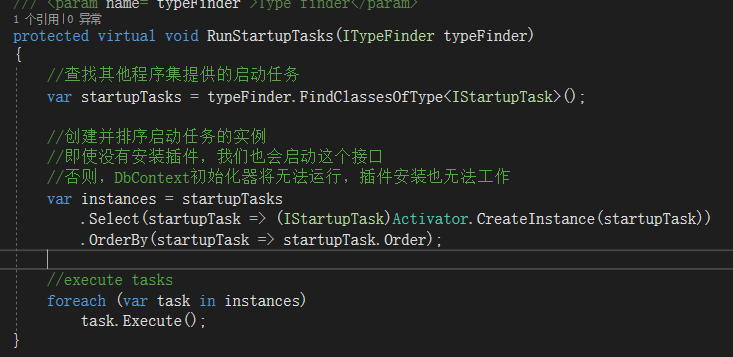 /// <param name="typeFinder">Type finder</param>
1 个引用|0 异常
protected virtual void RunStartupTasks(ITypeFinder typeFinder)
{
//查找其他程序集提供的启动任务
var startupTasks = typeFinder.FindClassesOfType<IStartupTask>();
//创建并排序启动任务的实例
//即使没有安装插件，我们也会启动这个接口
//否则，DbContext初始化器将无法运行，插件安装也无法工作
var instances = startupTasks
.Select(startupTask => (IStartupTask)Activator.CreateInstance(startupTask))
.OrderBy(startupTask => startupTask.Order);
//execute tasks
foreach (var task in instances)
task.Execute();
}